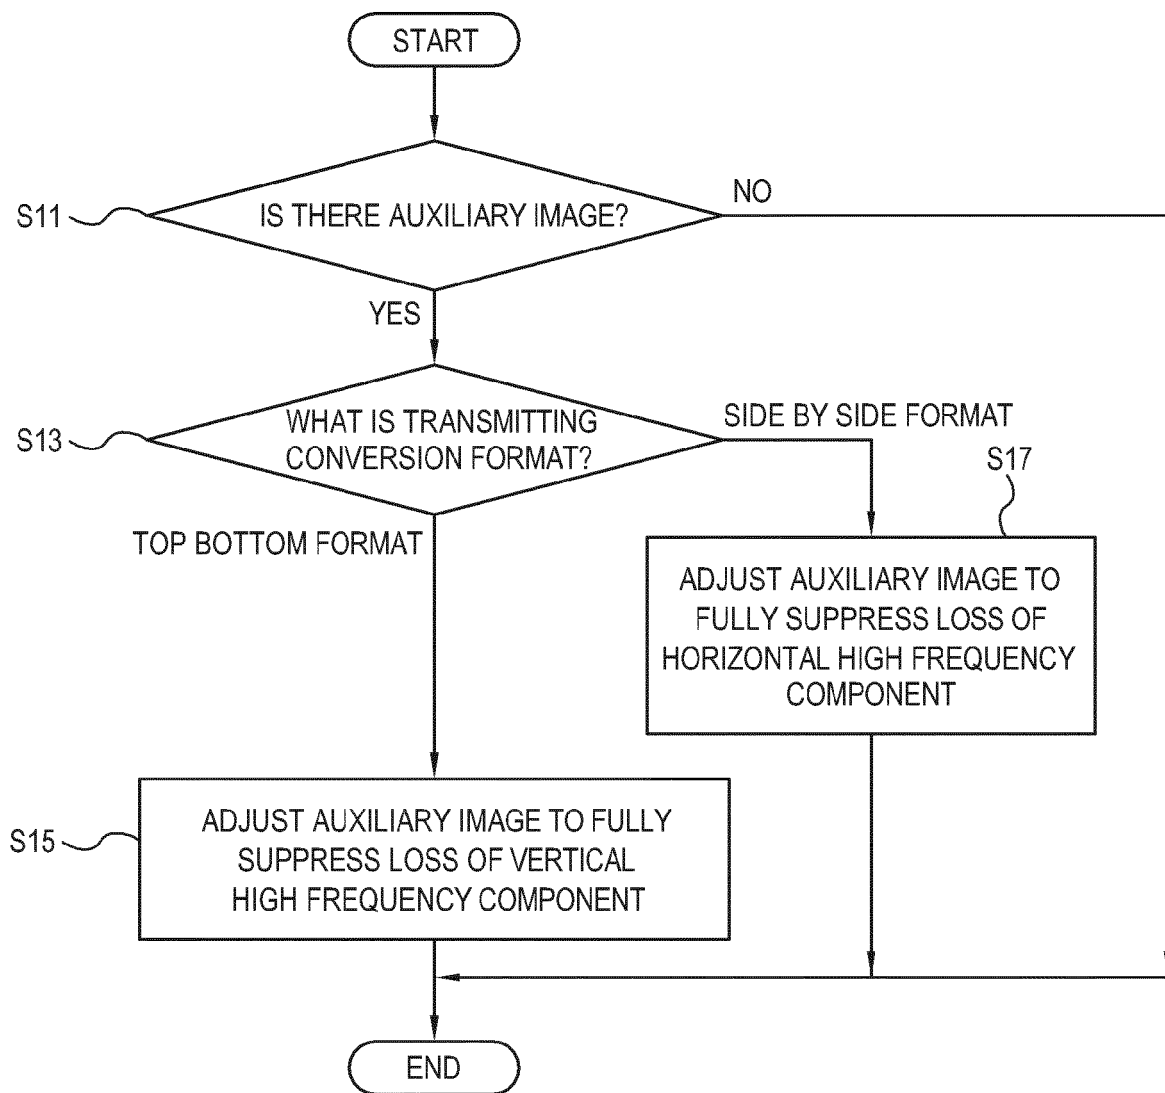 START
NO
S11
IS THERE AUXILIARY IMAGE?
YES
S13
WHAT IS TRANSMITTING
CONVERSION FORMAT?
SIDE BY SIDE FORMAT
S17
TOP BOTTOM FORMAT
ADJUST AUXILIARY IMAGE TO
FULLY SUPPRESS LOSS OF
HORIZONTAL HIGH FREQUENCY
COMPONENT
S15
ADJUST AUXILIARY IMAGE TO FULLY
SUPPRESS LOSS OF VERTICAL
HIGH FREQUENCY COMPONENT
END